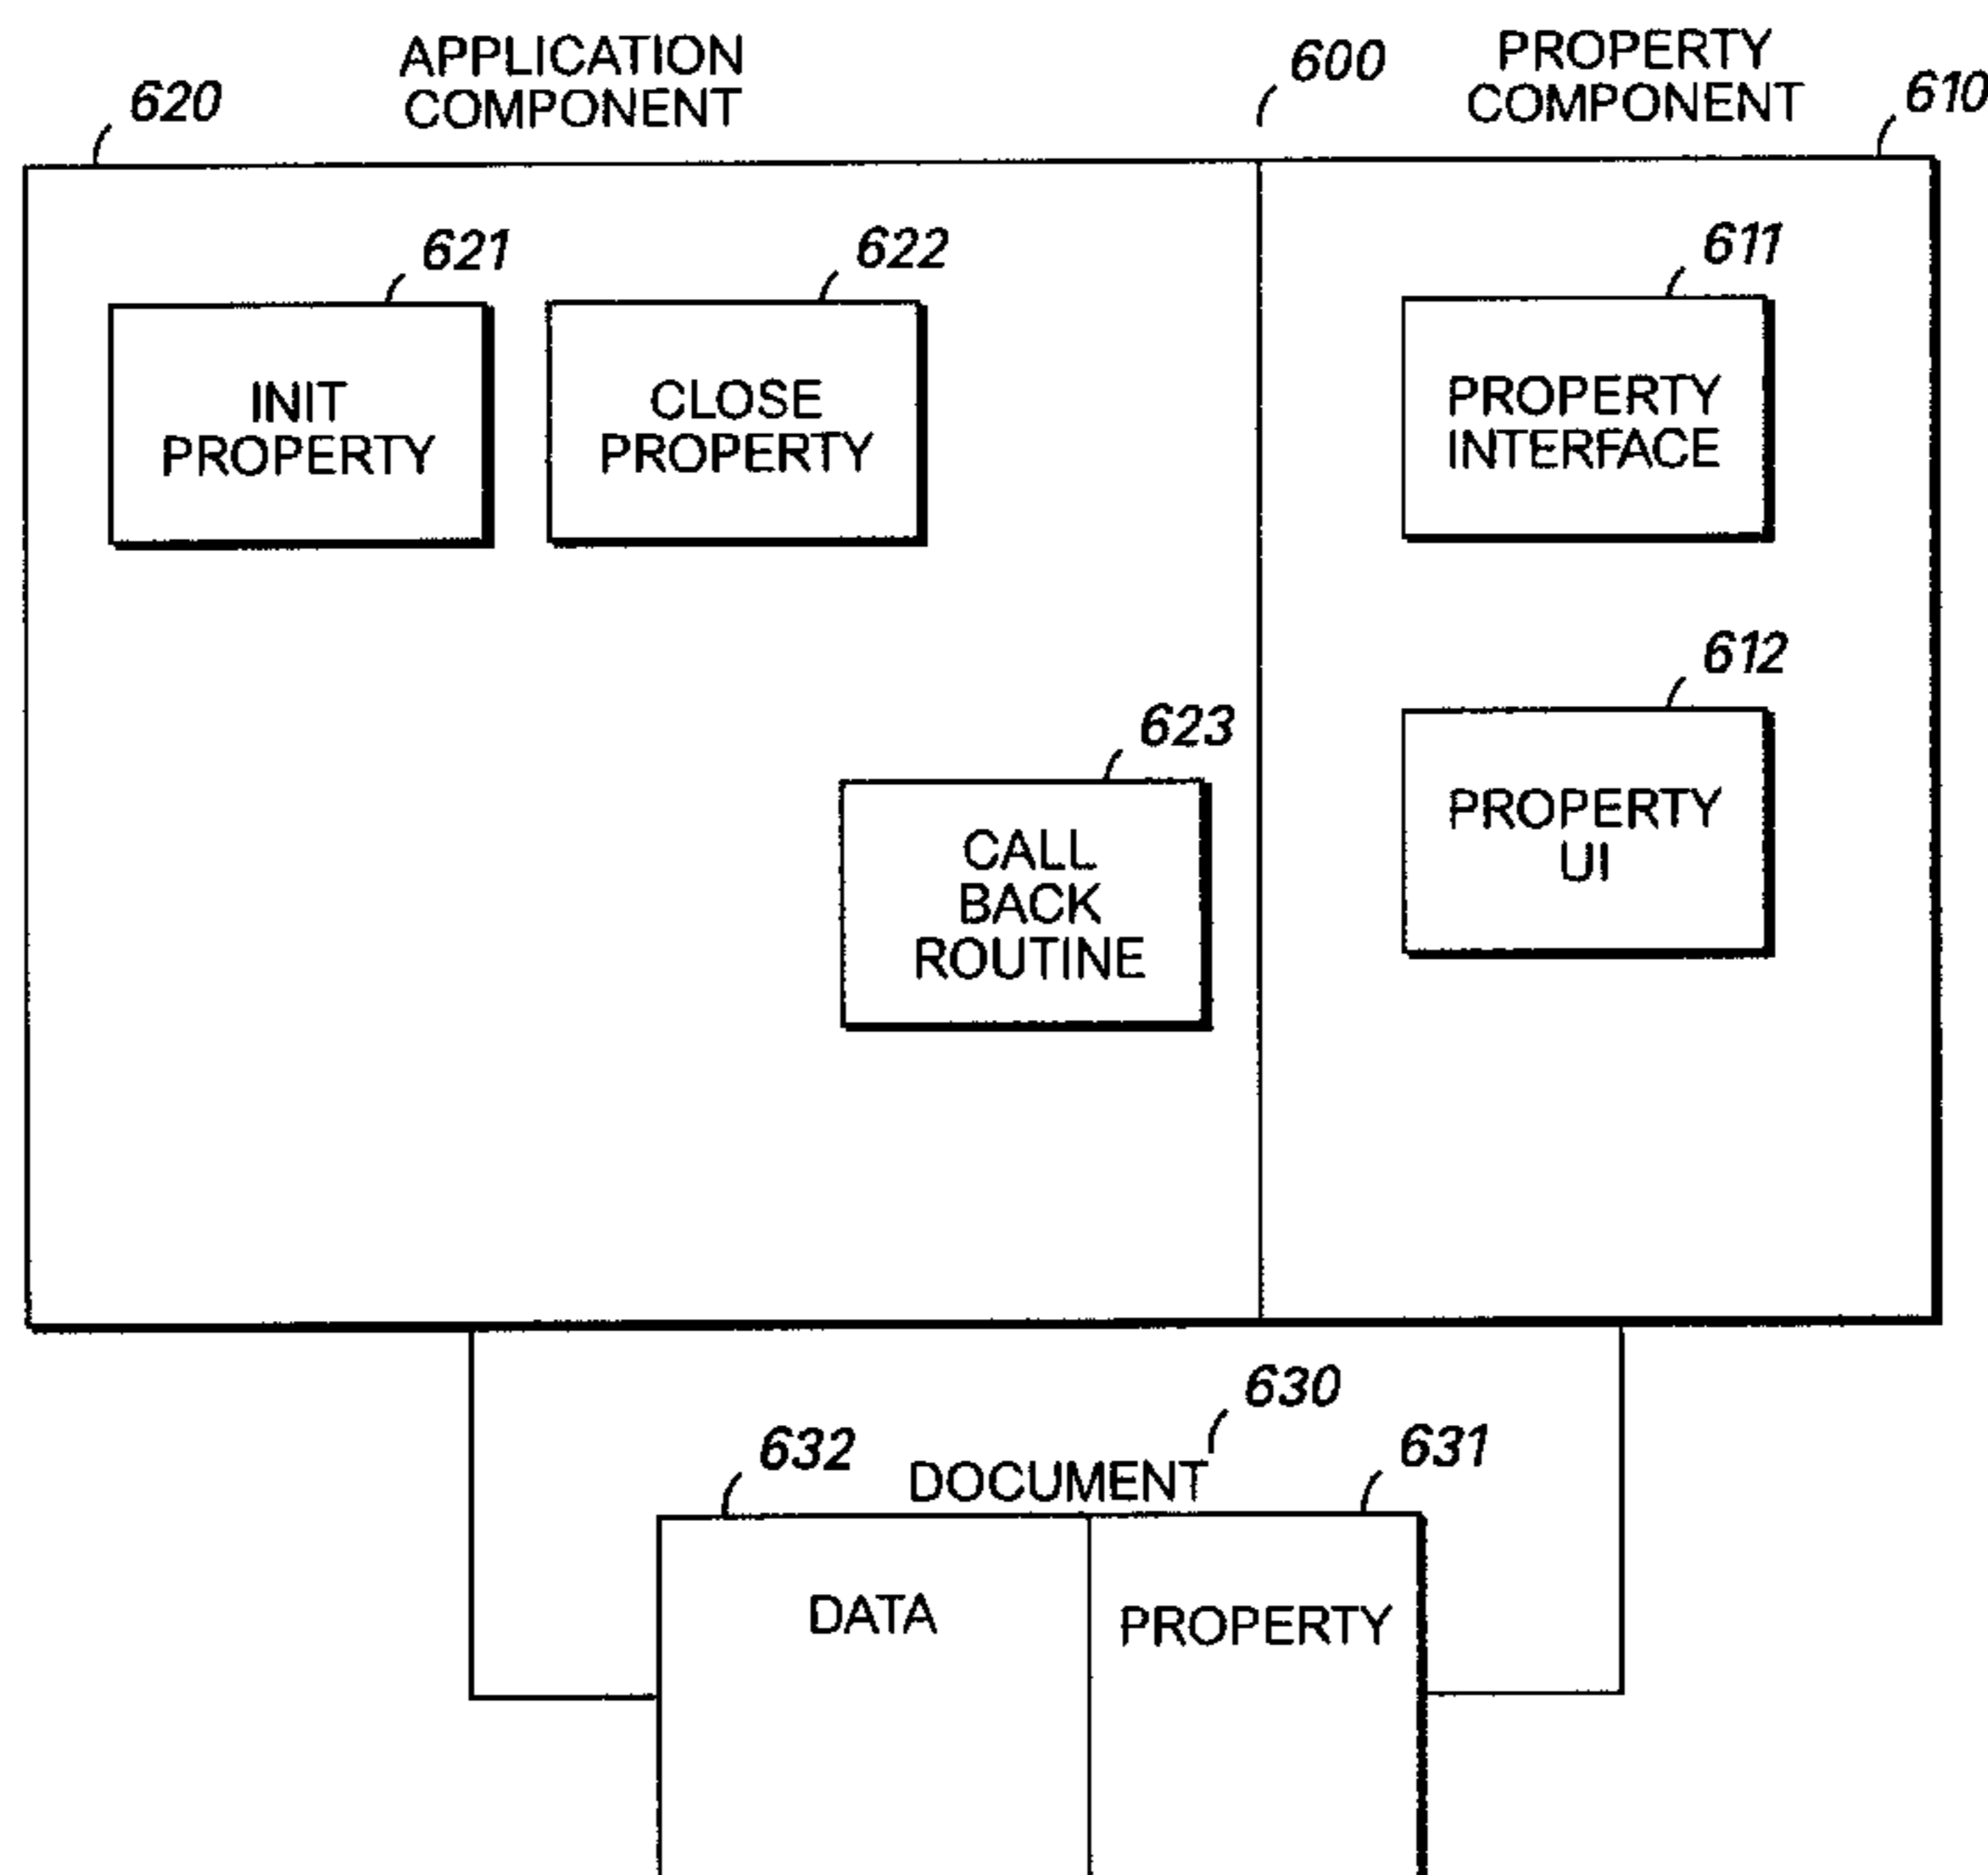 APPLICATION
COMPONENT
620
600
PROPERTY
COMPONENT
610
621
INIT
PROPERTY
622
CLOSE
PROPERTY
611
PROPERTY
INTERFACE
623
CALL
BACK
ROUTINE
612
PROPERTY
UI
630
DOCUMENT
632
DATA
631
PROPERTY